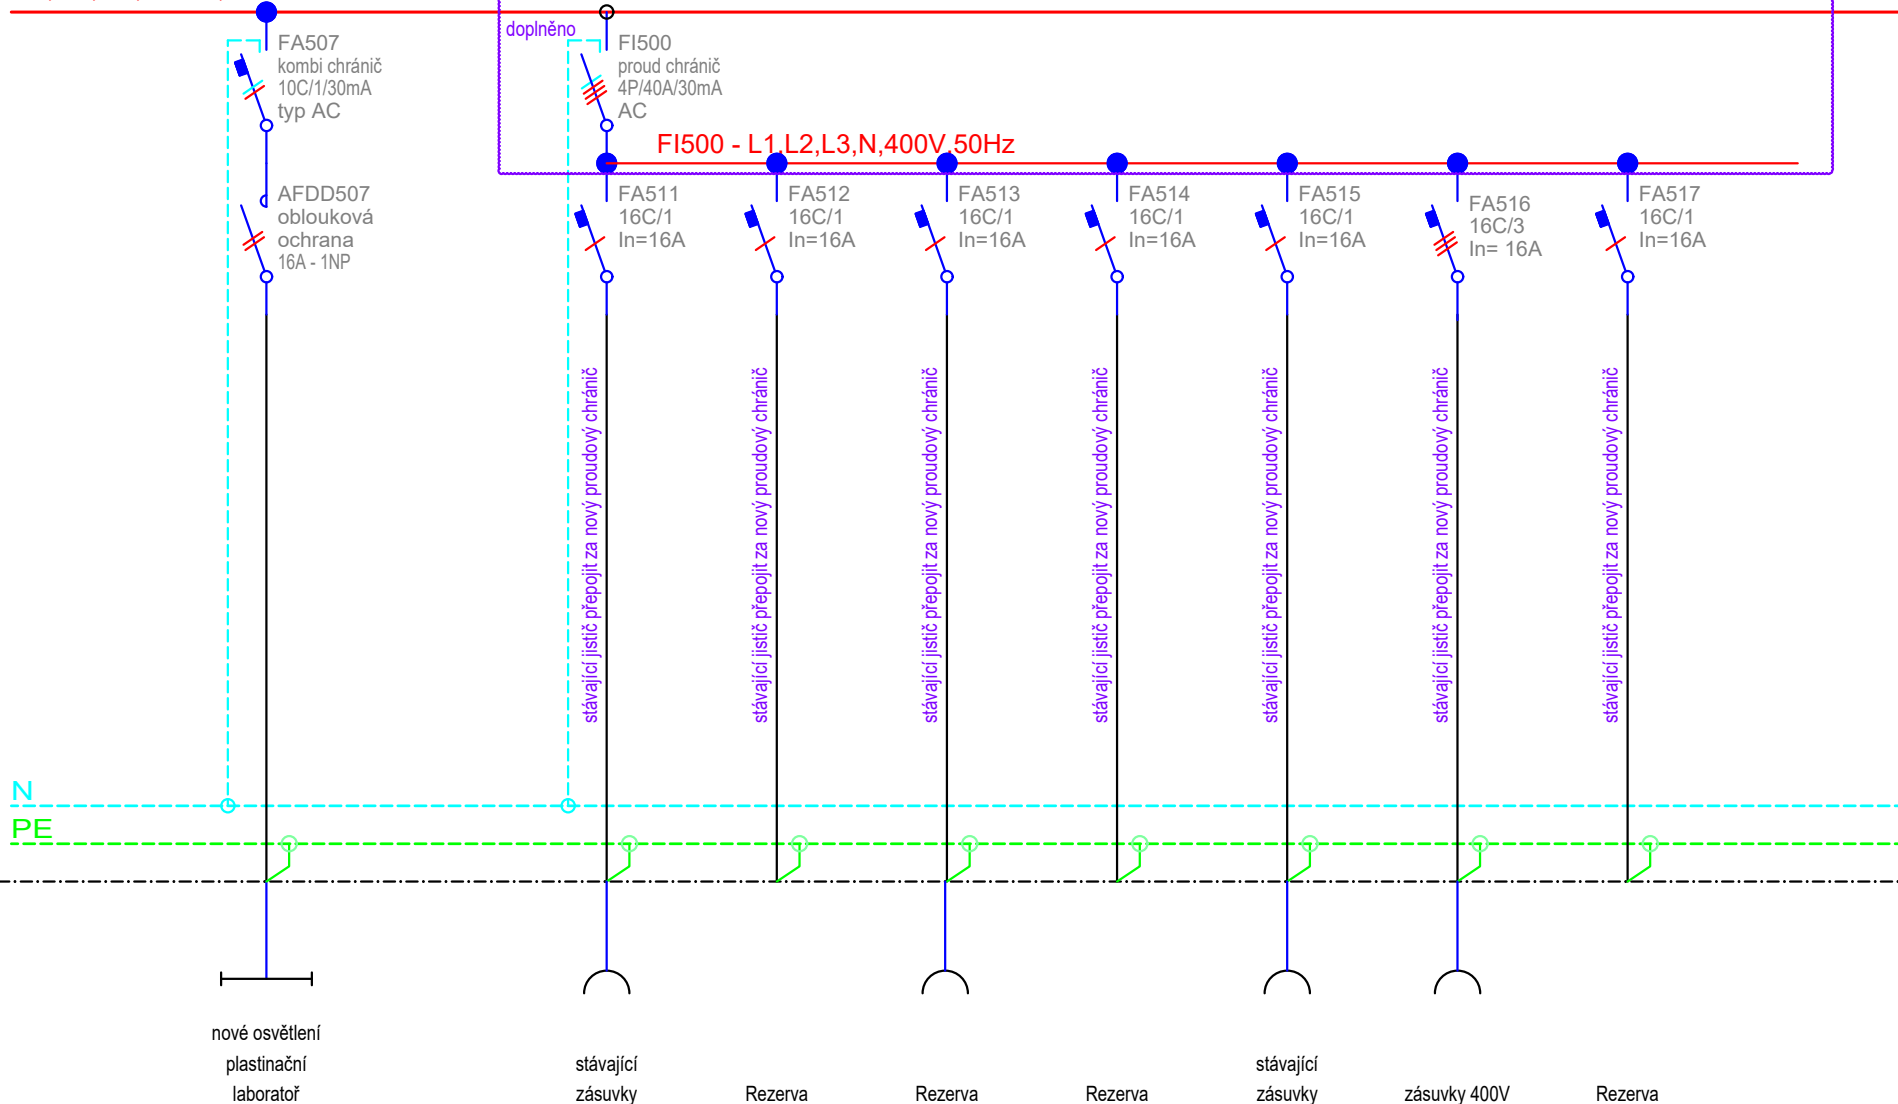 doplněno
FA507
kombi chránič
10C/1/30mA
typ AC
FI500
proud chránič
4P/40A/30mA
AC
FI500 - L1,L2,L3,N,400V,50Hz
AFDD507
oblouková
ochrana
16A - 1NP
FA511
16C/1
In=16A
FA512
16C/1
In=16A
FA513
16C/1
In=16A
FA514
16C/1
In=16A
FA515
16C/1
In=16A
FA516
16C/3
In= 16A
FA517
16C/1
In=16A
stávající jistič přepojit za nový proudový chránič
stávající jistič přepojit za nový proudový chránič
stávající jistič přepojit za nový proudový chránič
stávající jistič přepojit za nový proudový chránič
stávající jistič přepojit za nový proudový chránič
stávající jistič přepojit za nový proudový chránič
stávající jistič přepojit za nový proudový chránič
N
PE
nové osvětlení
plastinační
laboratoř
stávající
zásuvky
Rezerva
Rezerva
Rezerva
stávající
zásuvky
zásuvky 400V
Rezerva